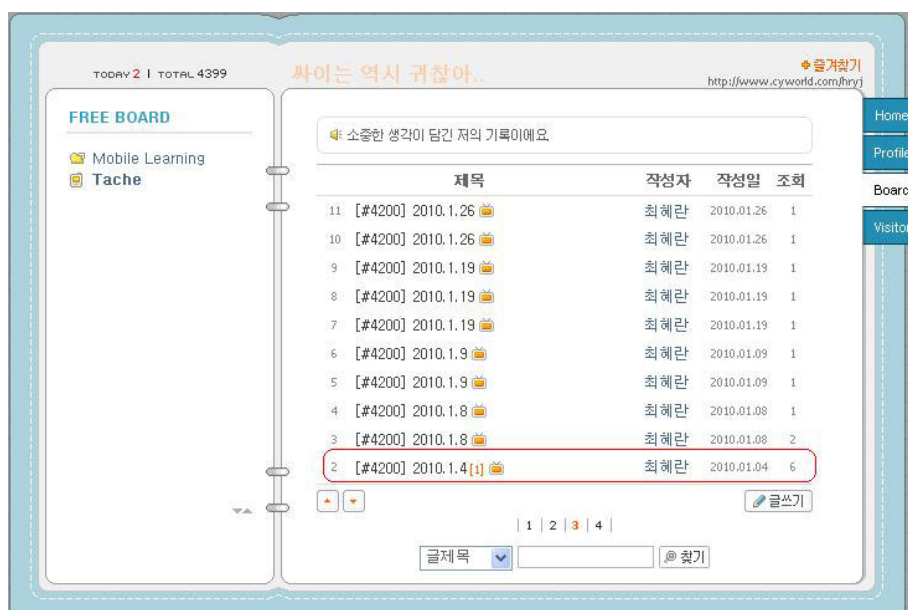 TODAY 2 | TOTAL 4399
싸이는 역시 귀찮아..
즐겨찾기
http://www.cyworld.com/hryj
FREE BOARD
Mobile Learning
Tache
소중한 생각이 담긴 저의 기록이에요
제목 작성자 작성일 조회
11 [#4200] 2010.1.26 최혜란 2010.01.26 1
10 [#4200] 2010.1.26 최혜란 2010.01.26 1
9 [#4200] 2010.1.19 최혜란 2010.01.19 1
8 [#4200] 2010.1.19 최혜란 2010.01.19 1
7 [#4200] 2010.1.19 최혜란 2010.01.19 1
6 [#4200] 2010.1.9 최혜란 2010.01.09 1
5 [#4200] 2010.1.9 최혜란 2010.01.09 1
4 [#4200] 2010.1.8 최혜란 2010.01.08 1
3 [#4200] 2010.1.8 최혜란 2010.01.08 2
2 [#4200] 2010.1.4 [1] 최혜란 2010.01.04 6
글쓰기
| 1 | 2 | 3 | 4 |
글제목 찾기
Home
Profile
Board
Visitor